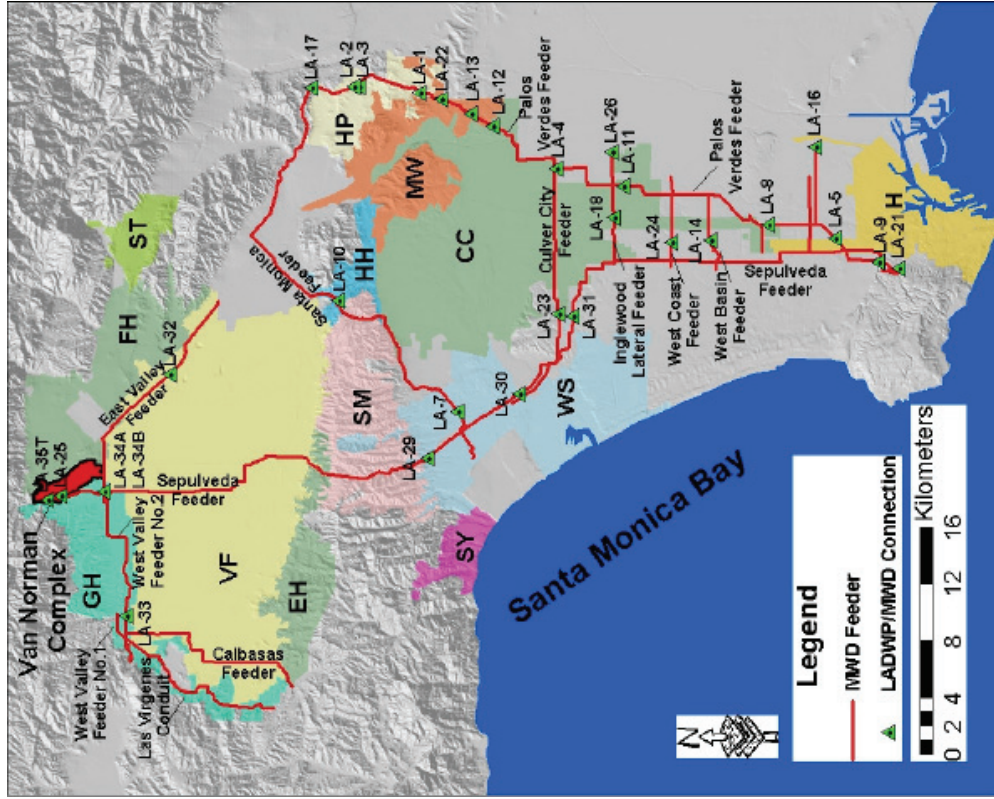 Van Norman
Complex
LA-35T
LA-25
GH
FH
ST
West Valley
Feeder No.1
LA-33
West Valley
Feeder No.2
LA-34A
LA-34B
East Valley
Feeder
LA-32
Las Virgenes
Conduit
Calbasas
Feeder
Sepulveda
Feeder
VF
EH
Santa Monica
Feeder
LA-10
HH
HP
LA-17
LA-2
LA-3
LA-1
LA-22
LA-13
LA-12
MW
SM
SY
CC
LA-29
LA-7
LA-30
WS
LA-23
LA-31
Culver City
Feeder
LA-4
Palos
Verdes Feeder
LA-26
LA-11
LA-18
Inglewood
Lateral Feeder
LA-24
West Coast
Feeder
LA-14
West Basin
Feeder
Palos
Verdes Feeder
LA-8
LA-16
Sepulveda
Feeder
LA-5
LA-9
LA-21
H
Santa Monica Bay
N
Legend
MWD Feeder
LADWP/MWD Connection
0 2 4 8 12 16
Kilometers